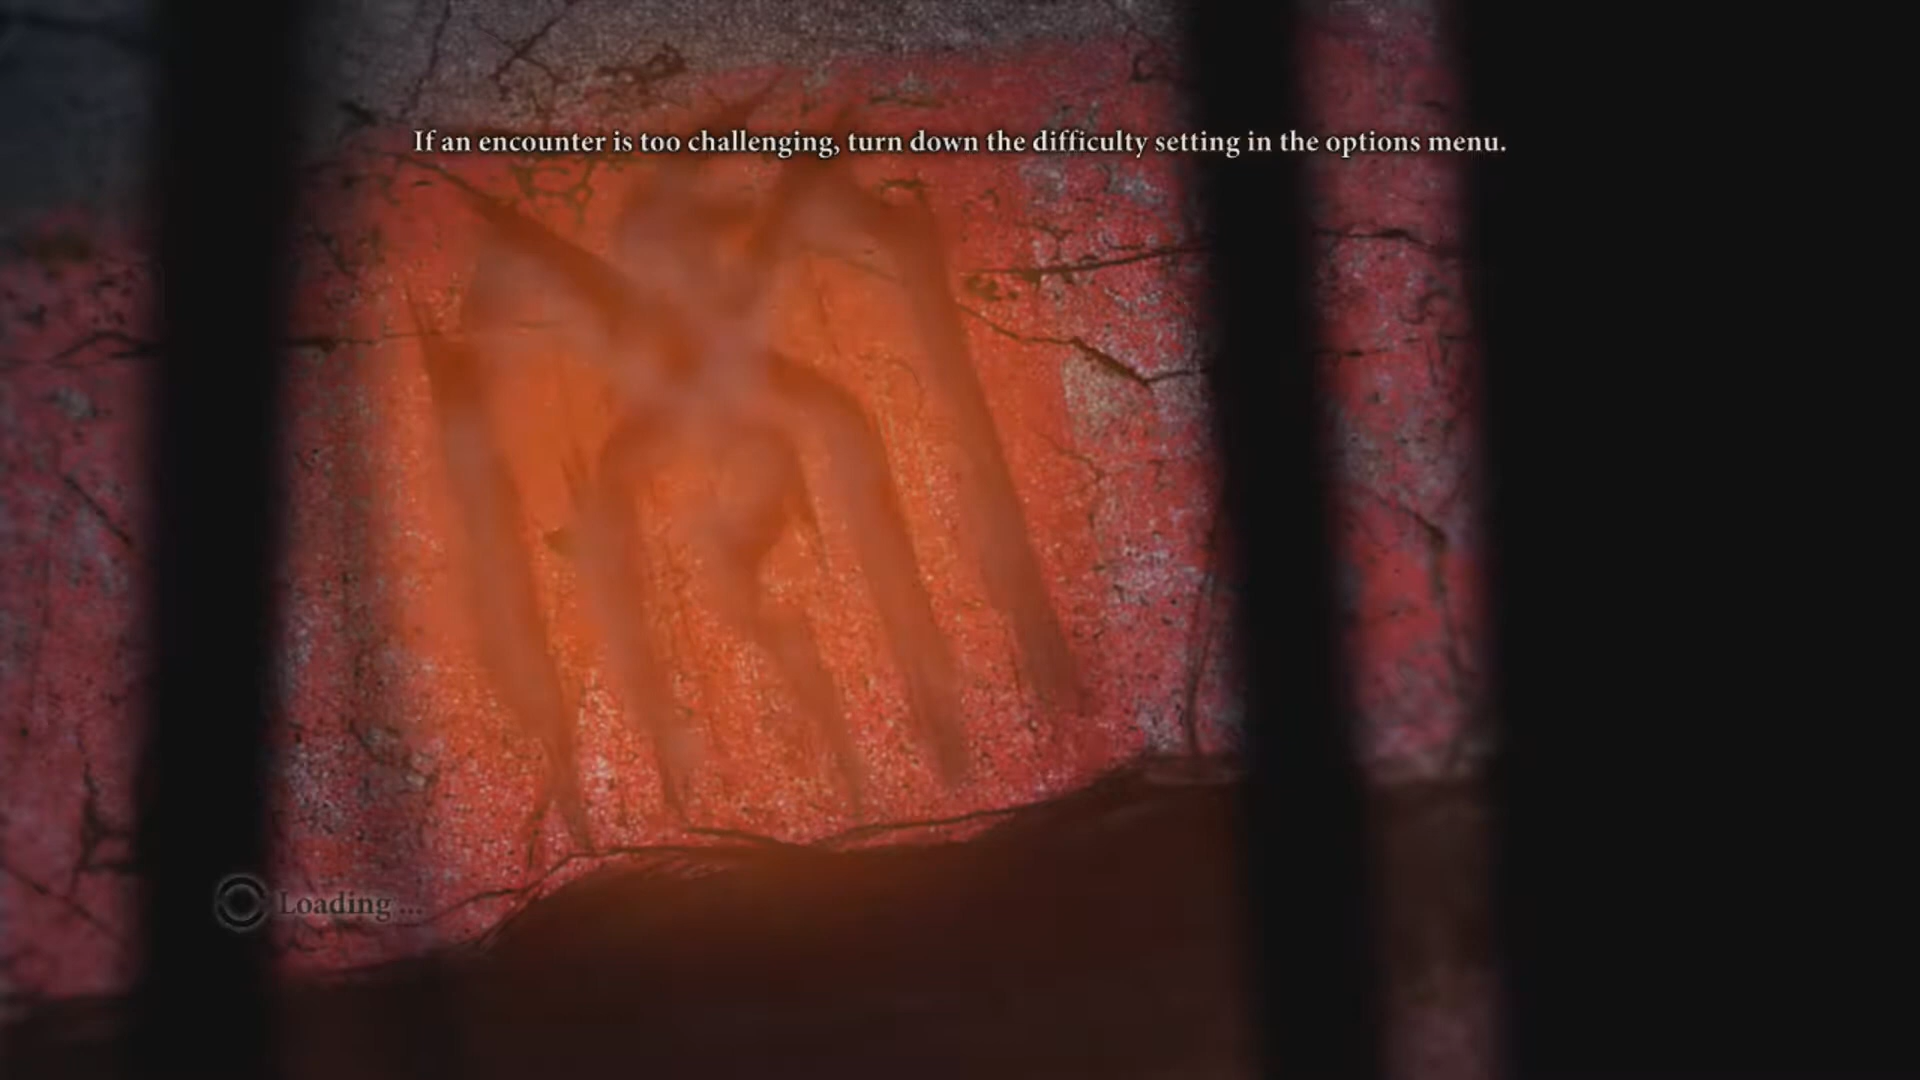 If an encounter is too challenging, turn down the difficulty setting in the options menu.
Loading ...